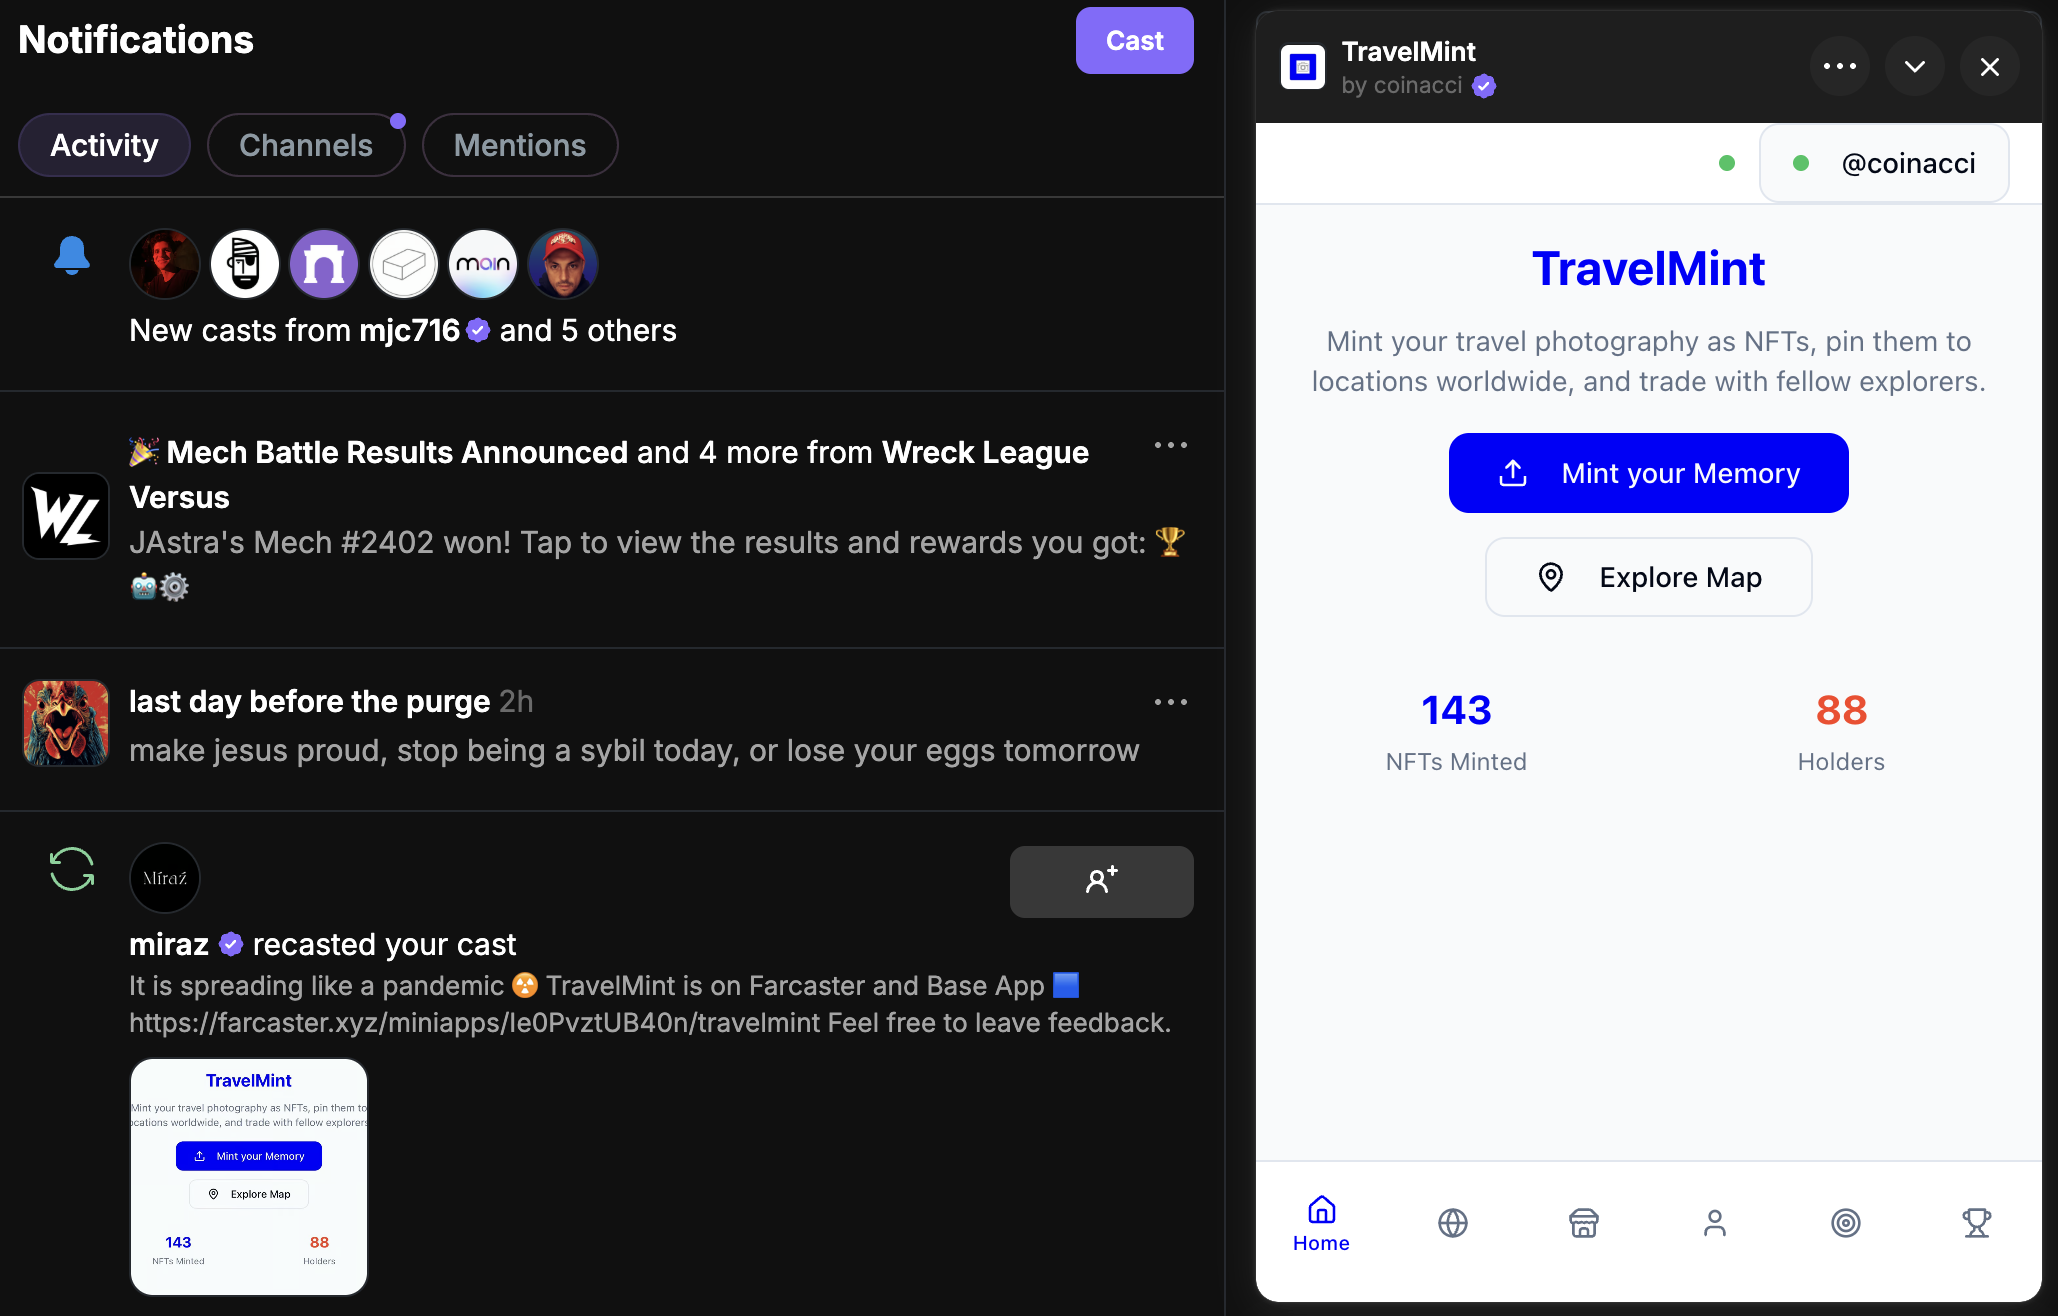 Notifications
Cast
Activity
Channels
Mentions
moin
New casts from mjc716 and 5 others
🎉 Mech Battle Results Announced and 4 more from Wreck League
Versus
JAstra's Mech #2402 won! Tap to view the results and rewards you got: 🏆
🤖⚙️
WL
last day before the purge 2h
make jesus proud, stop being a sybil today, or lose your eggs tomorrow
Miraź
miraz recasted your cast
It is spreading like a pandemic ☢️ TravelMint is on Farcaster and Base App 🟦
https://farcaster.xyz/miniapps/Ie0PvztUB40n/travelmint Feel free to leave feedback.
TravelMint
Mint your travel photography as NFTs, pin them to
ocations worldwide, and trade with fellow explorers
Mint your Memory
Explore Map
143
88
NFTs Minted
Holders
TravelMint
by coinacci
@coinacci
TravelMint
Mint your travel photography as NFTs, pin them to
locations worldwide, and trade with fellow explorers.
Mint your Memory
Explore Map
143
88
NFTs Minted
Holders
Home